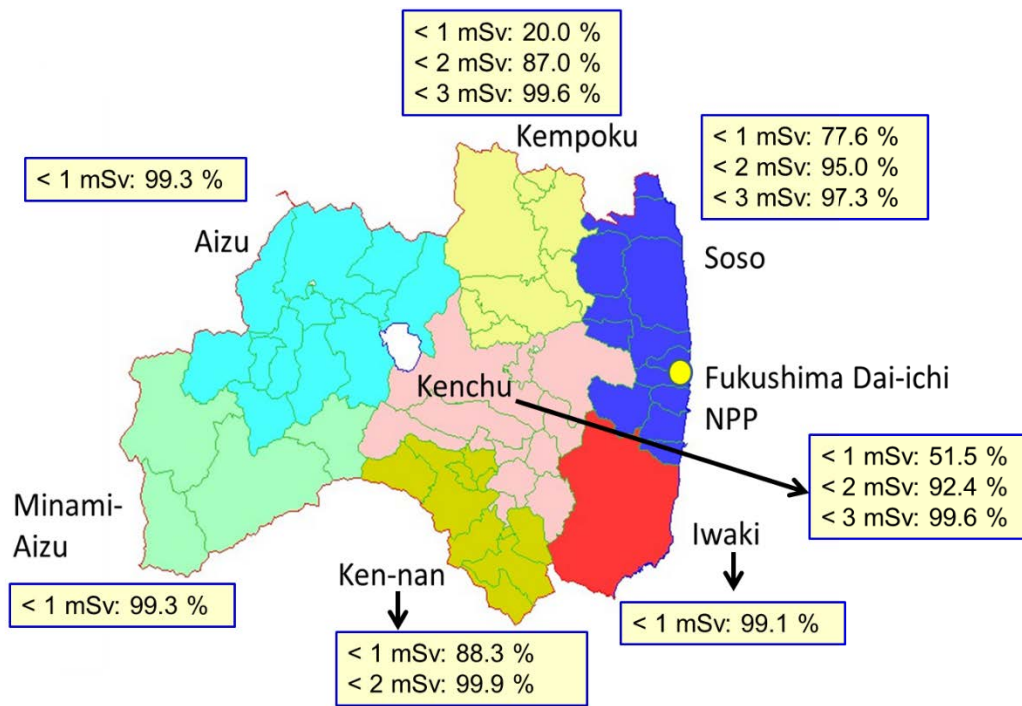 < 1 mSv: 20.0 %
< 2 mSv: 87.0 %
< 3 mSv: 99.6 %
Kempoku
< 1 mSv: 77.6 %
< 2 mSv: 95.0 %
< 3 mSv: 97.3 %
Soso
< 1 mSv: 99.3 %
Aizu
Fukushima Dai-ichi
NPP
Kenchu
< 1 mSv: 51.5 %
< 2 mSv: 92.4 %
< 3 mSv: 99.6 %
Minami-
Aizu
< 1 mSv: 99.3 %
Ken-nan
< 1 mSv: 88.3 %
< 2 mSv: 99.9 %
Iwaki
< 1 mSv: 99.1 %